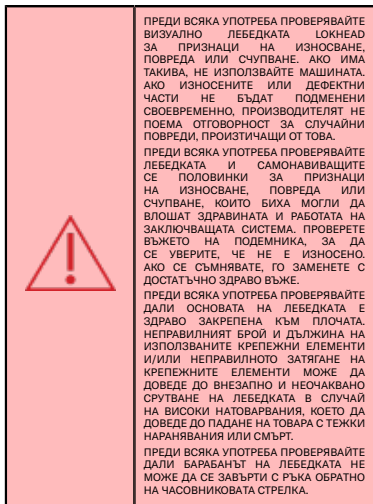 ПРЕДИ ВСЯКА УПОТРЕБА ПРОВЕРЯВАЙТЕ
ВИЗУАЛНО ЛЕБЕДКАТА LOKHEAD
ЗА ПРИЗНАЦИ НА ИЗНОСВАНЕ,
ПОВРЕДА ИЛИ СЧУПВАНЕ. АКО ИМА
ТАКИВА, НЕ ИЗПОЛЗВАЙТЕ МАШИНАТА.
АКО ИЗНОСЕНИТЕ ИЛИ ДЕФЕКТНИ
ЧАСТИ НЕ БЪДАТ ПОДМЕНЕНИ
СВОЕВРЕМЕННО, ПРОИЗВОДИТЕЛЯТ НЕ
ПОЕМА ОТГОВОРНОСТ ЗА СЛУЧАЙНИ
ПОВРЕДИ, ПРОИЗТИЧАЩИ ОТ ТОВА.
ПРЕДИ ВСЯКА УПОТРЕБА ПРОВЕРЯВАЙТЕ
ЛЕБЕДКАТА И САМОНАВИВАЩИТЕ
СЕ ПОЛОВИНКИ ЗА ПРИЗНАЦИ
НА ИЗНОСВАНЕ, ПОВРЕДА ИЛИ
СЧУПВАНЕ, КОИТО БИХА МОГЛИ ДА
ВЛОШАТ ЗДРАВИНАТА И РАБОТАТА НА
ЗАКЛЮЧВАЩАТА СИСТЕМА. ПРОВЕРЕТЕ
ВЪЖЕТО НА ПОДЕМНИКА, ЗА ДА
СЕ УВЕРИТЕ, ЧЕ НЕ Е ИЗНОСЕНО.
АКО СЕ СЪМНЯВАТЕ, ГО ЗАМЕНЕТЕ С
ДОСТАТЪЧНО ЗДРАВО ВЪЖЕ.
ПРЕДИ ВСЯКА УПОТРЕБА ПРОВЕРЯВАЙТЕ
ДАЛИ ОСНОВАТА НА ЛЕБЕДКАТА Е
ЗДРАВО ЗАКРЕПЕНА КЪМ ПЛОЧАТА.
НЕПРАВИЛНИЯТ БРОЙ И ДЪЛЖИНА НА
ИЗПОЛЗВАНИТЕ КРЕПЕЖНИ ЕЛЕМЕНТИ
И/ИЛИ НЕПРАВИЛНОТО ЗАТЯГАНЕ НА
КРЕПЕЖНИТЕ ЕЛЕМЕНТИ МОЖЕ ДА
ДОВЕДЕ ДО ВНЕЗАПНО И НЕОЧАКВАНО
СРУТВАНЕ НА ЛЕБЕДКАТА В СЛУЧАЙ
НА ВИСОКИ НАТОВАРВАНИЯ, КОЕТО ДА
ДОВЕДЕ ДО ПАДАНЕ НА ТОВАРА С ТЕЖКИ
НАРАНЯВАНИЯ ИЛИ СМЪРТ.
ПРЕДИ ВСЯКА УПОТРЕБА ПРОВЕРЯВАЙТЕ
ДАЛИ БАРАБАНЪТ НА ЛЕБЕДКАТА НЕ
МОЖЕ ДА СЕ ЗАВЪРТИ С РЪКА ОБРАТНО
НА ЧАСОВНИКОВАТА СТРЕЛКА.